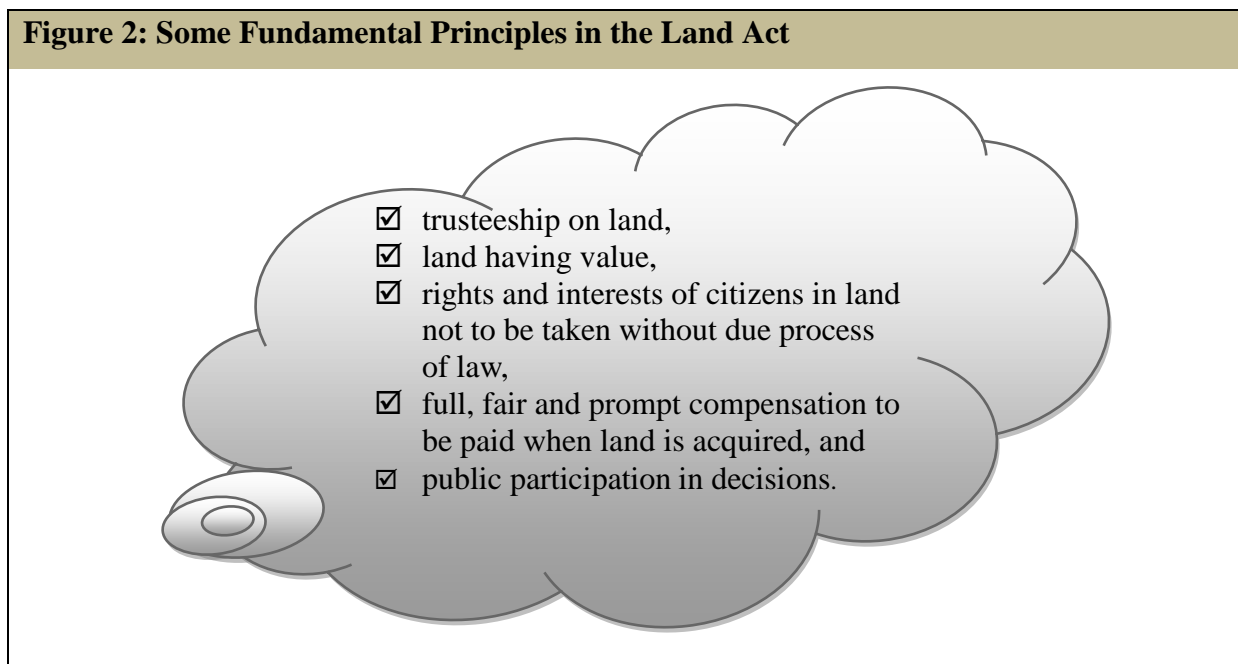 Figure 2: Some Fundamental Principles in the Land Act
☑ trusteeship on land,
☑ land having value,
☑ rights and interests of citizens in land
not to be taken without due process
of law,
☑ full, fair and prompt compensation to
be paid when land is acquired, and
☑ public participation in decisions.